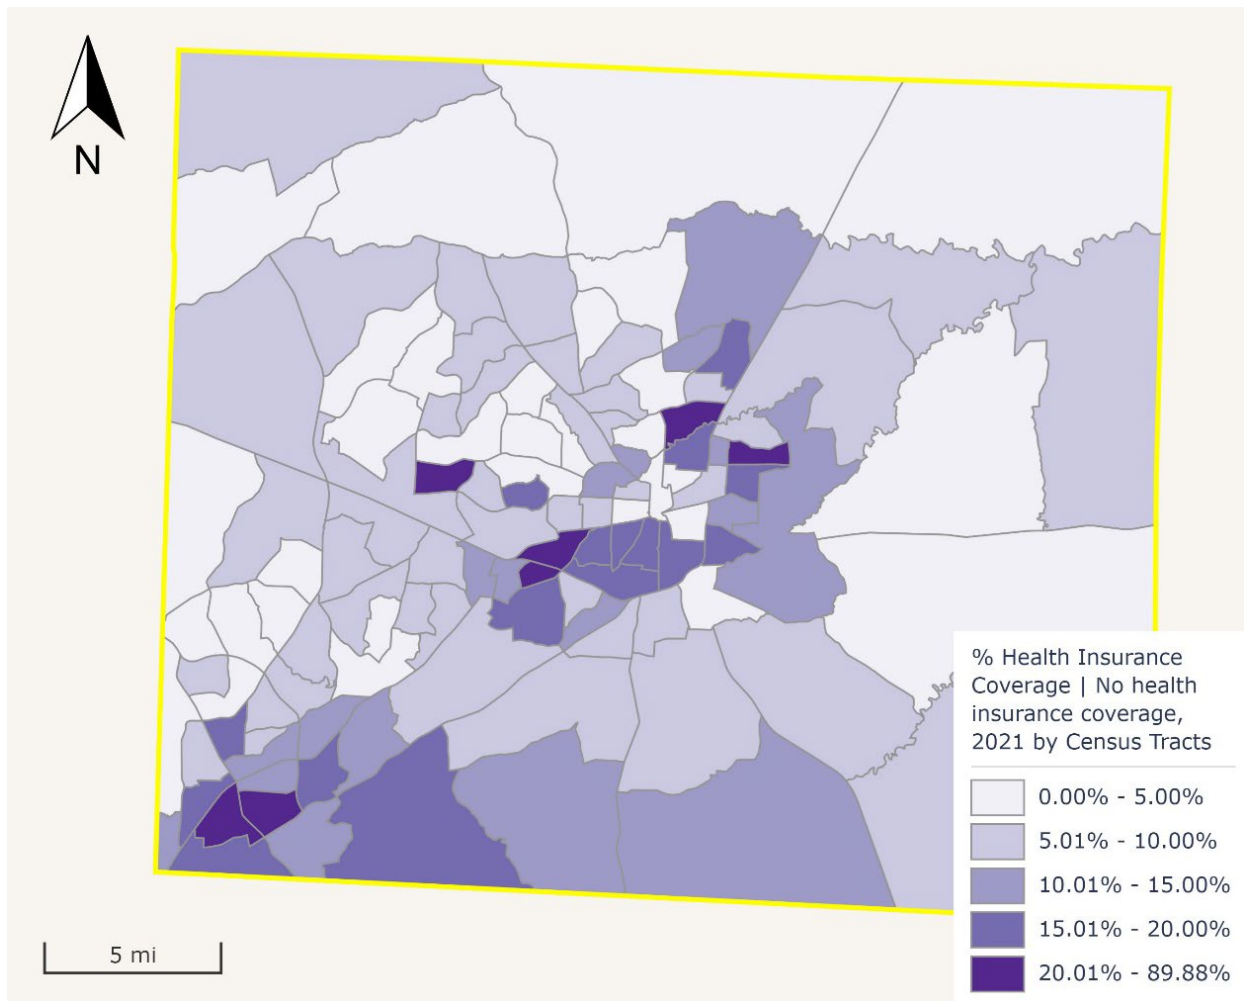 N
% Health Insurance
Coverage | No health
insurance coverage,
2021 by Census Tracts
0.00% - 5.00%
5.01% - 10.00%
10.01% - 15.00%
15.01% - 20.00%
20.01% - 89.88%
5 mi